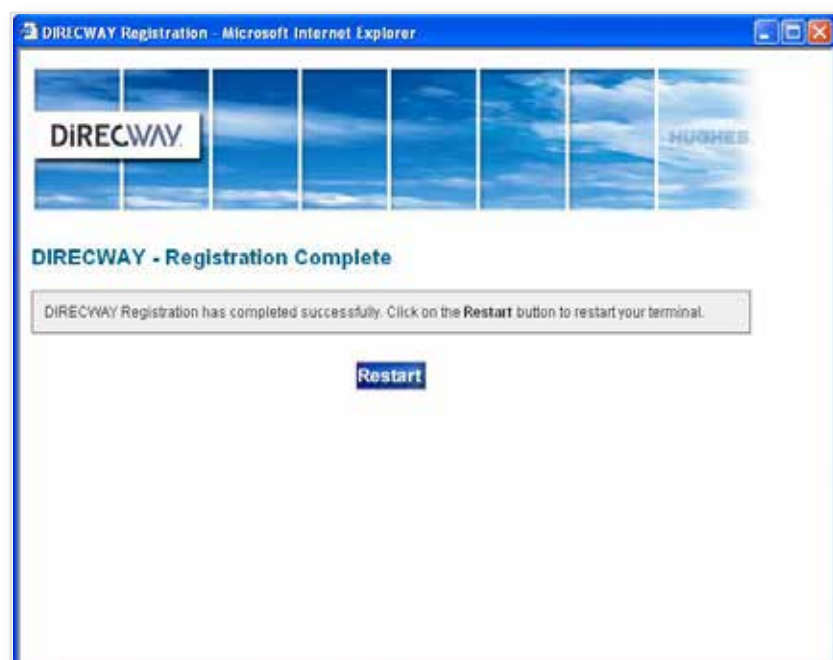 DIRECWAY Registration - Microsoft Internet Explorer
DiRECWAY
HUGHES
DIRECWAY - Registration Complete
DIRECWAY Registration has completed successfully. Click on the Restart button to restart your terminal.
Restart